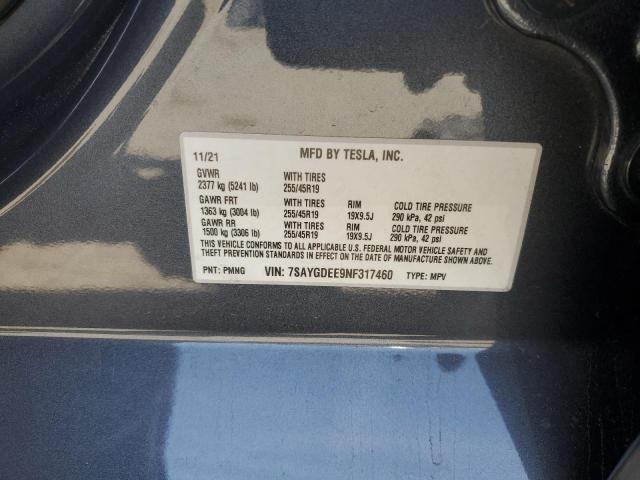 11/21 MFD BY TESLA, INC.
GVWR WITH TIRES
2377 kg (5241 lb) 255/45R19
GAWR FRT WITH TIRES RIM COLD TIRE PRESSURE
1363 kg (3004 lb) 255/45R19 19X9.5J 290 kPa, 42 psi
GAWR RR WITH TIRES RIM COLD TIRE PRESSURE
1500 kg (3306 lb) 255/45R19 19X9.5J 290 kPa, 42 psi
THIS VEHICLE CONFORMS TO ALL APPLICABLE U.S. FEDERAL MOTOR VEHICLE SAFETY AND
THEFT PREVENTION STANDARDS IN EFFECT ON THE DATE OF MANUFACTURE SHOWN ABOVE.
PNT: PMNG VIN: 7SAYGDEE9NF317460 TYPE: MPV